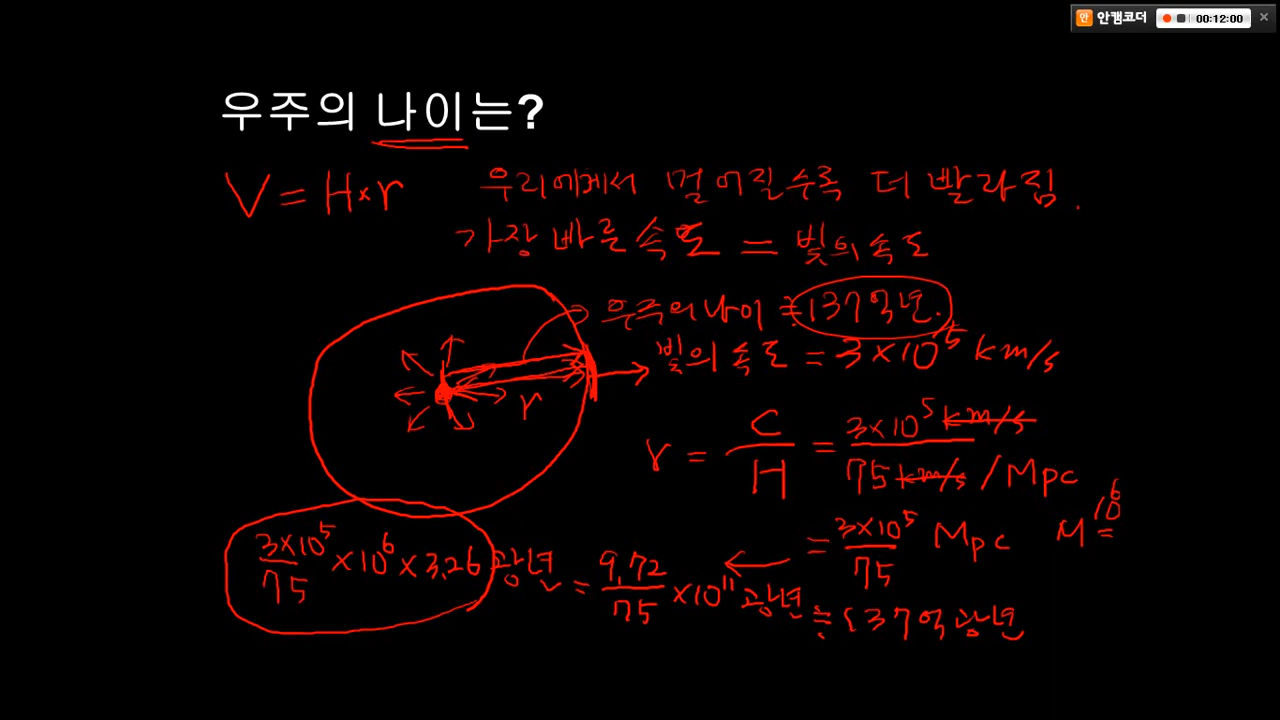 안캠코더 00:12:00
우주의 나이는?
V = H × r 우리에게서 멀어질수록 더 빨라짐.
가장 빠른 속도 = 빛의 속도
우주의 나이 ≒ 137억년.
빛의 속도 = 3×10⁵ km/s
r
r = C/H = 3×10⁵ km/s / 75 km/s /Mpc
= 3×10⁵/75 Mpc M = 10⁶
3×10⁵/75 × 10⁶ × 3.26 광년 = 9.72/75 × 10¹¹ 광년 ≒ 137억 광년